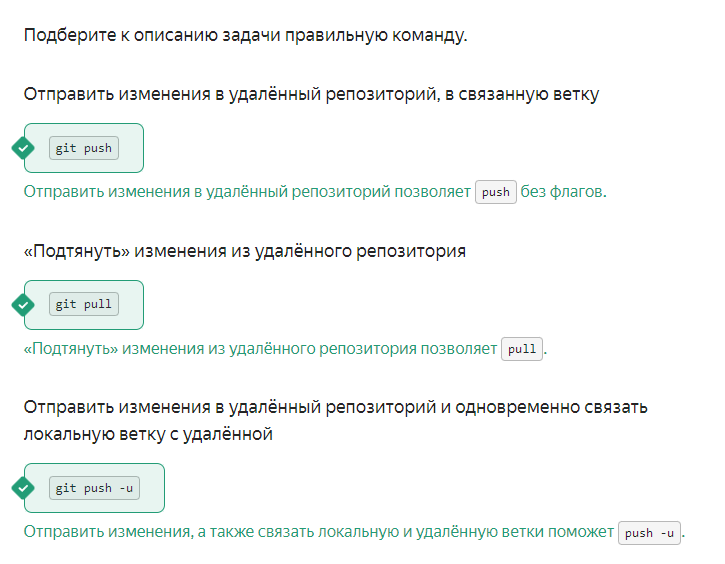 Подберите к описанию задачи правильную команду.
Отправить изменения в удалённый репозиторий, в связанную ветку
git push
Отправить изменения в удалённый репозиторий позволяет push без флагов.
«Подтянуть» изменения из удалённого репозитория
git pull
«Подтянуть» изменения из удалённого репозитория позволяет pull.
Отправить изменения в удалённый репозиторий и одновременно связать
локальную ветку с удалённой
git push -u
Отправить изменения, а также связать локальную и удалённую ветки поможет push -u.